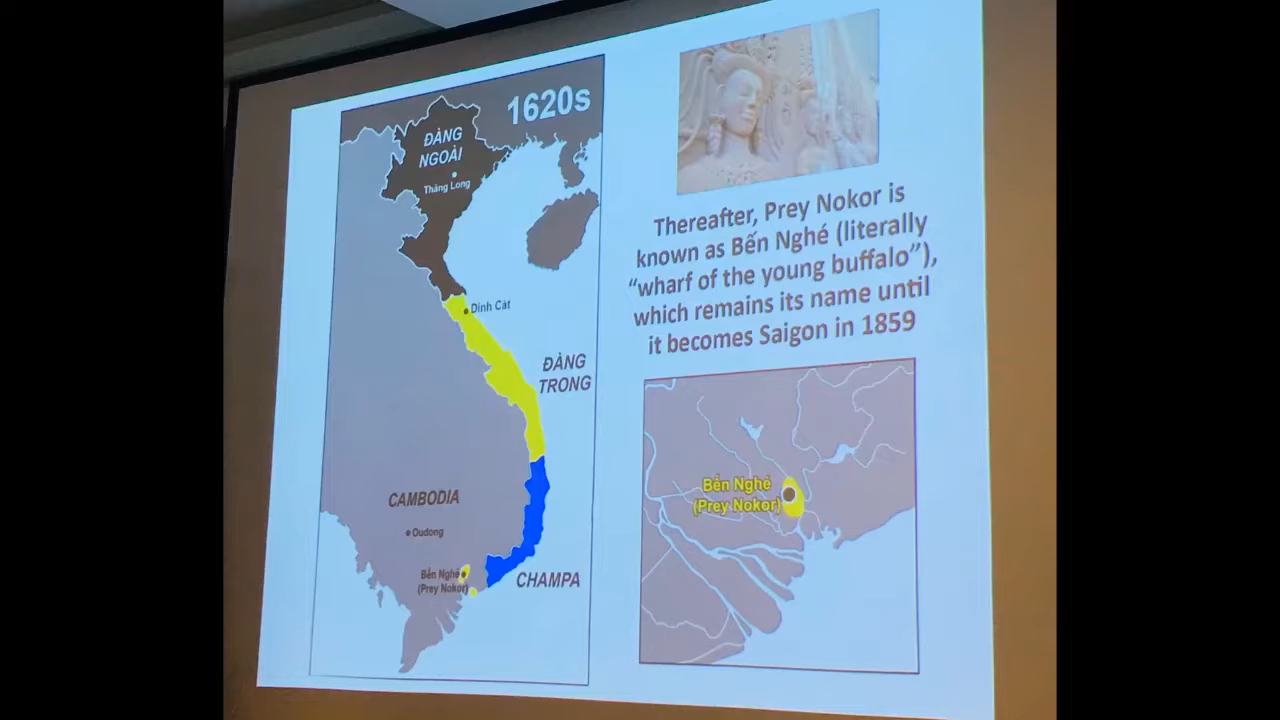 1620s
ĐÀNG
NGOÀI
Thăng Long
Dinh Cát
ĐÀNG
TRONG
CAMBODIA
Oudong
Bến Nghé
(Prey Nokor)
CHAMPA
Thereafter, Prey Nokor is
known as Bến Nghé (literally
“wharf of the young buffalo”),
which remains its name until
it becomes Saigon in 1859
Bến Nghé
(Prey Nokor)